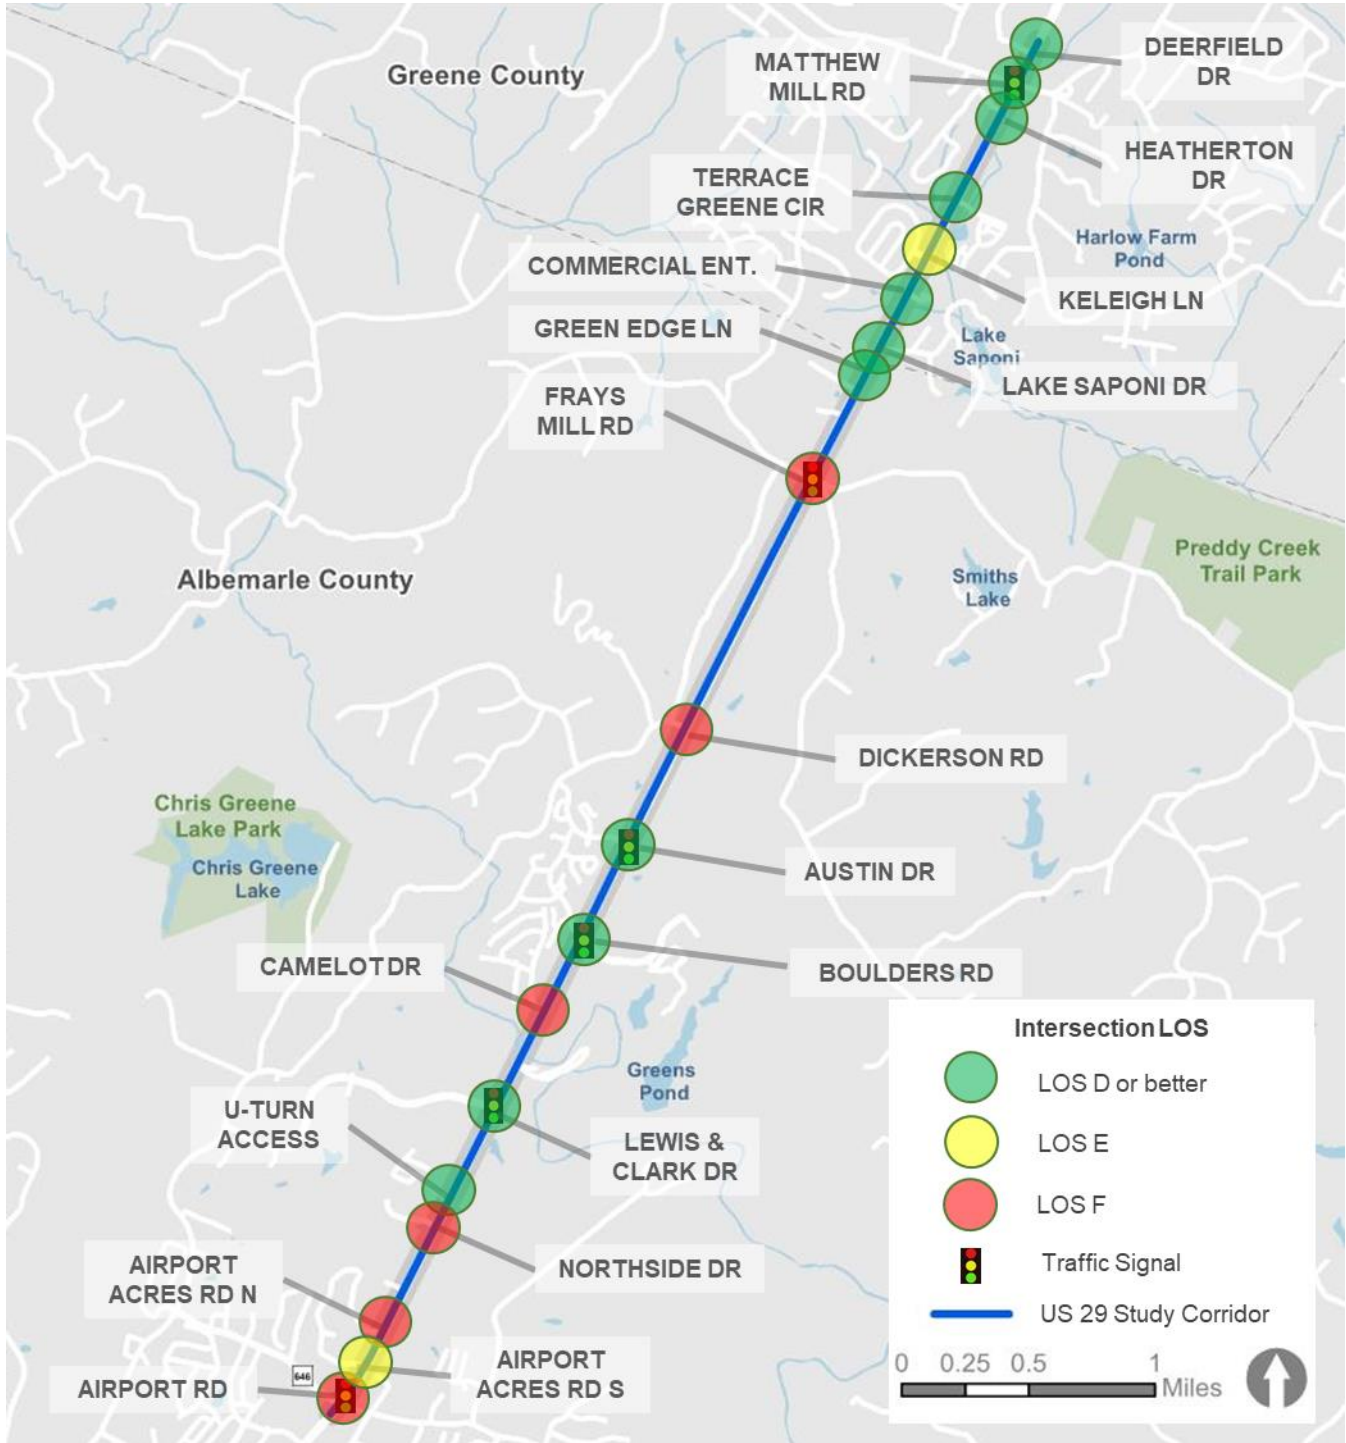 Greene County
MATTHEW
MILL RD
DEERFIELD
DR
HEATHERTON
DR
TERRACE
GREENE CIR
Harlow Farm
Pond
COMMERCIAL ENT.
KELEIGH LN
GREEN EDGE LN
Lake
Saponi
LAKE SAPONI DR
FRAYS
MILL RD
Preddy Creek
Trail Park
Albemarle County
Smiths
Lake
DICKERSON RD
Chris Greene
Lake Park
Chris Greene
Lake
AUSTIN DR
CAMELOT DR
BOULDERS RD
Greens
Pond
U-TURN
ACCESS
LEWIS &
CLARK DR
NORTHSIDE DR
AIRPORT
ACRES RD N
AIRPORT
ACRES RD S
646
AIRPORT RD
Intersection LOS
LOS D or better
LOS E
LOS F
Traffic Signal
US 29 Study Corridor
0 0.25 0.5 1
Miles